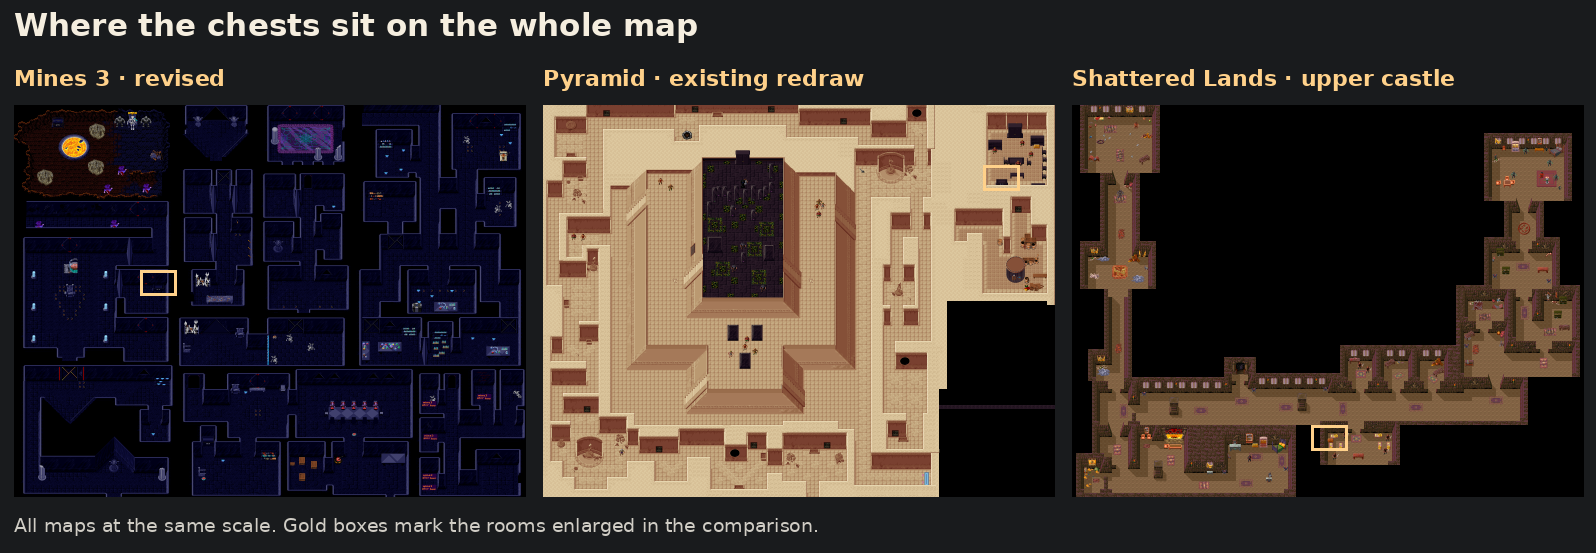 Where the chests sit on the whole map
Mines 3 · revised
Pyramid · existing redraw
Shattered Lands · upper castle
All maps at the same scale. Gold boxes mark the rooms enlarged in the comparison.